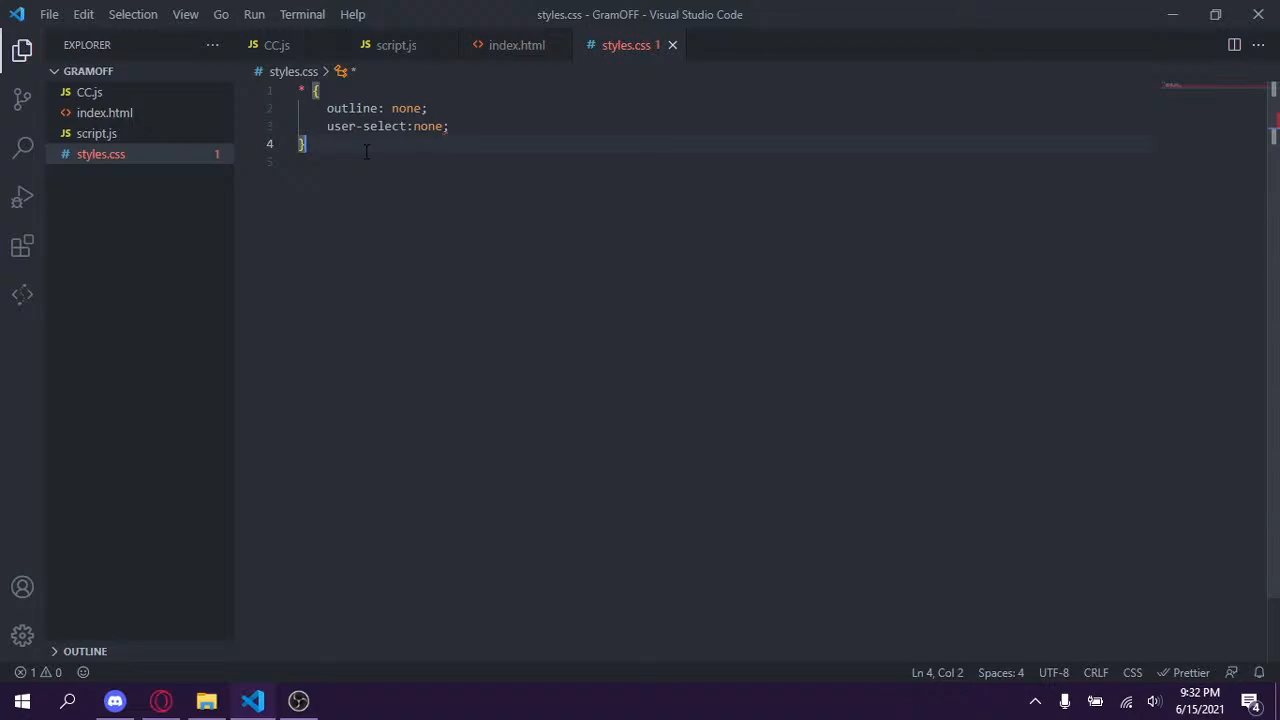 File Edit Selection View Go Run Terminal Help styles.css - GramOFF - Visual Studio Code
EXPLORER ··· JS CC.js JS script.js <> index.html # styles.css 1
GRAMOFF # styles.css > *
JS CC.js
<> index.html
JS script.js
# styles.css 1
1 * {
2 outline: none;
3 user-select:none;
4 }
5
OUTLINE
1 0 Ln 4, Col 2 Spaces: 4 UTF-8 CRLF CSS Prettier
9:32 PM
6/15/2021
4